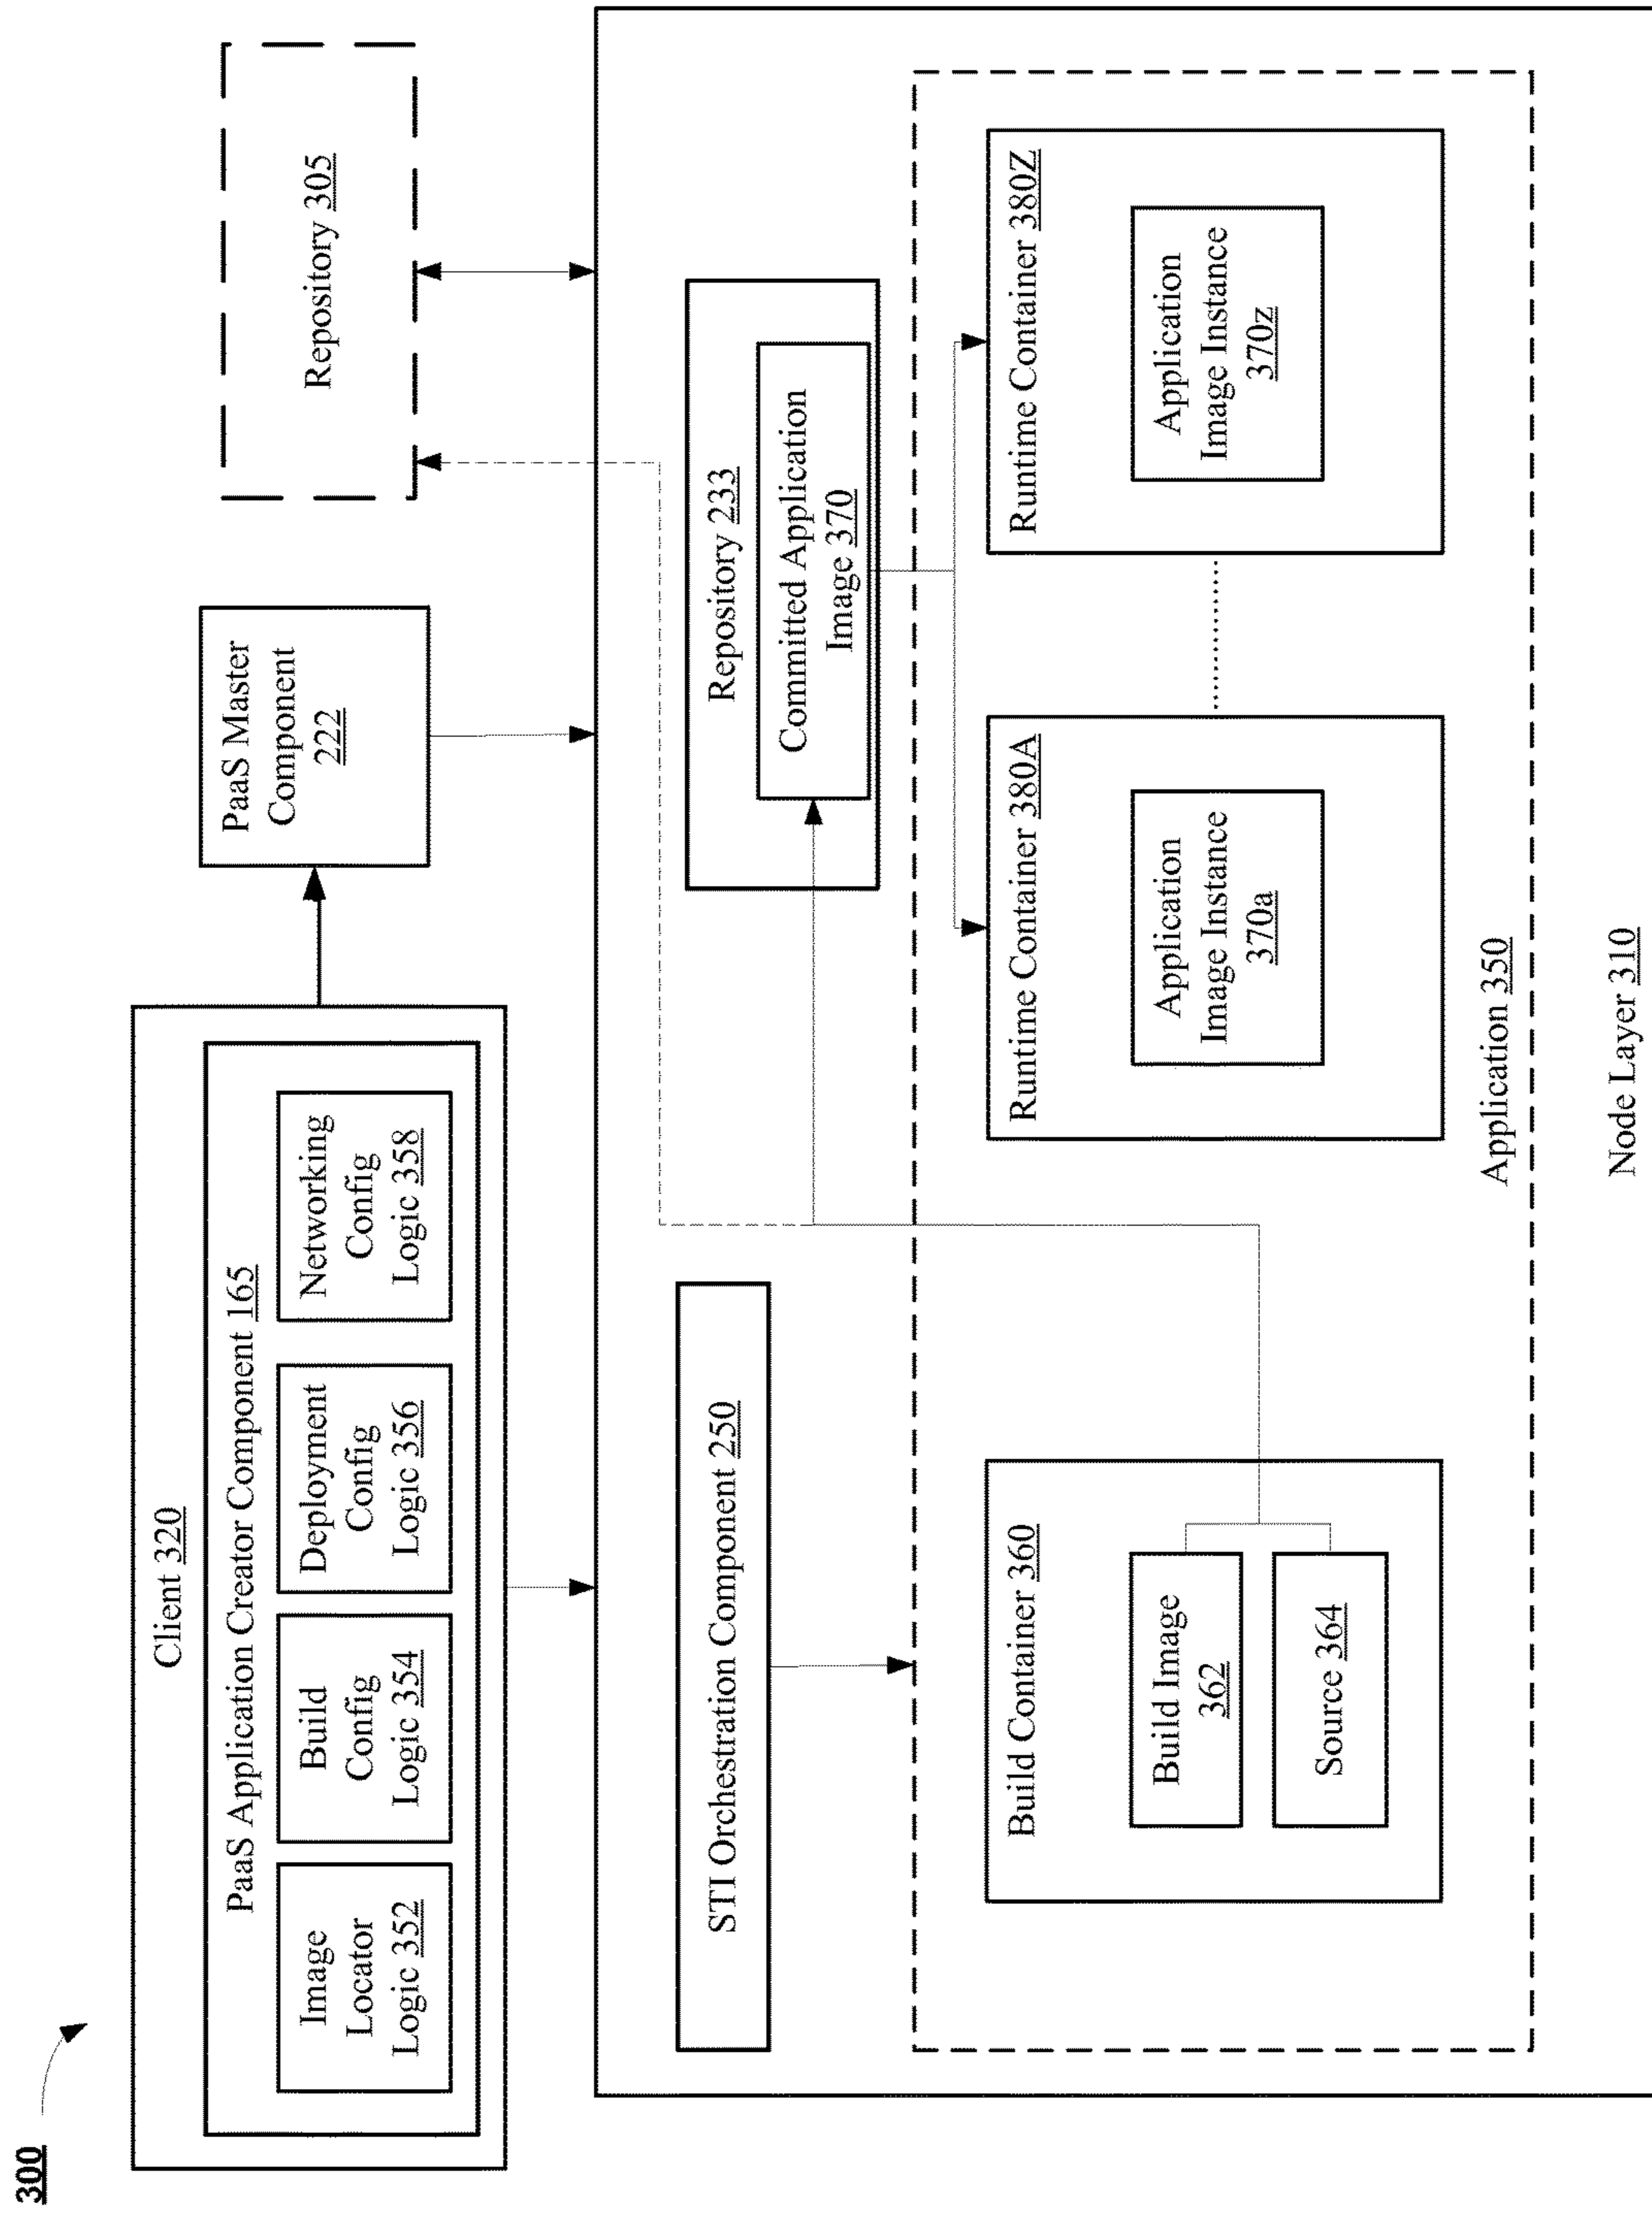 300
Client 320
PaaS Application Creator Component 165
Image
Locator
Logic 352
Build
Config
Logic 354
Deployment
Config
Logic 356
Networking
Config
Logic 358
PaaS Master
Component
222
Repository 305
STI Orchestration Component 250
Repository 233
Committed Application
Image 370
Build Container 360
Build Image
362
Source 364
Runtime Container 380A
Application
Image Instance
370a
Runtime Container 380Z
Application
Image Instance
370z
Application 350
Node Layer 310